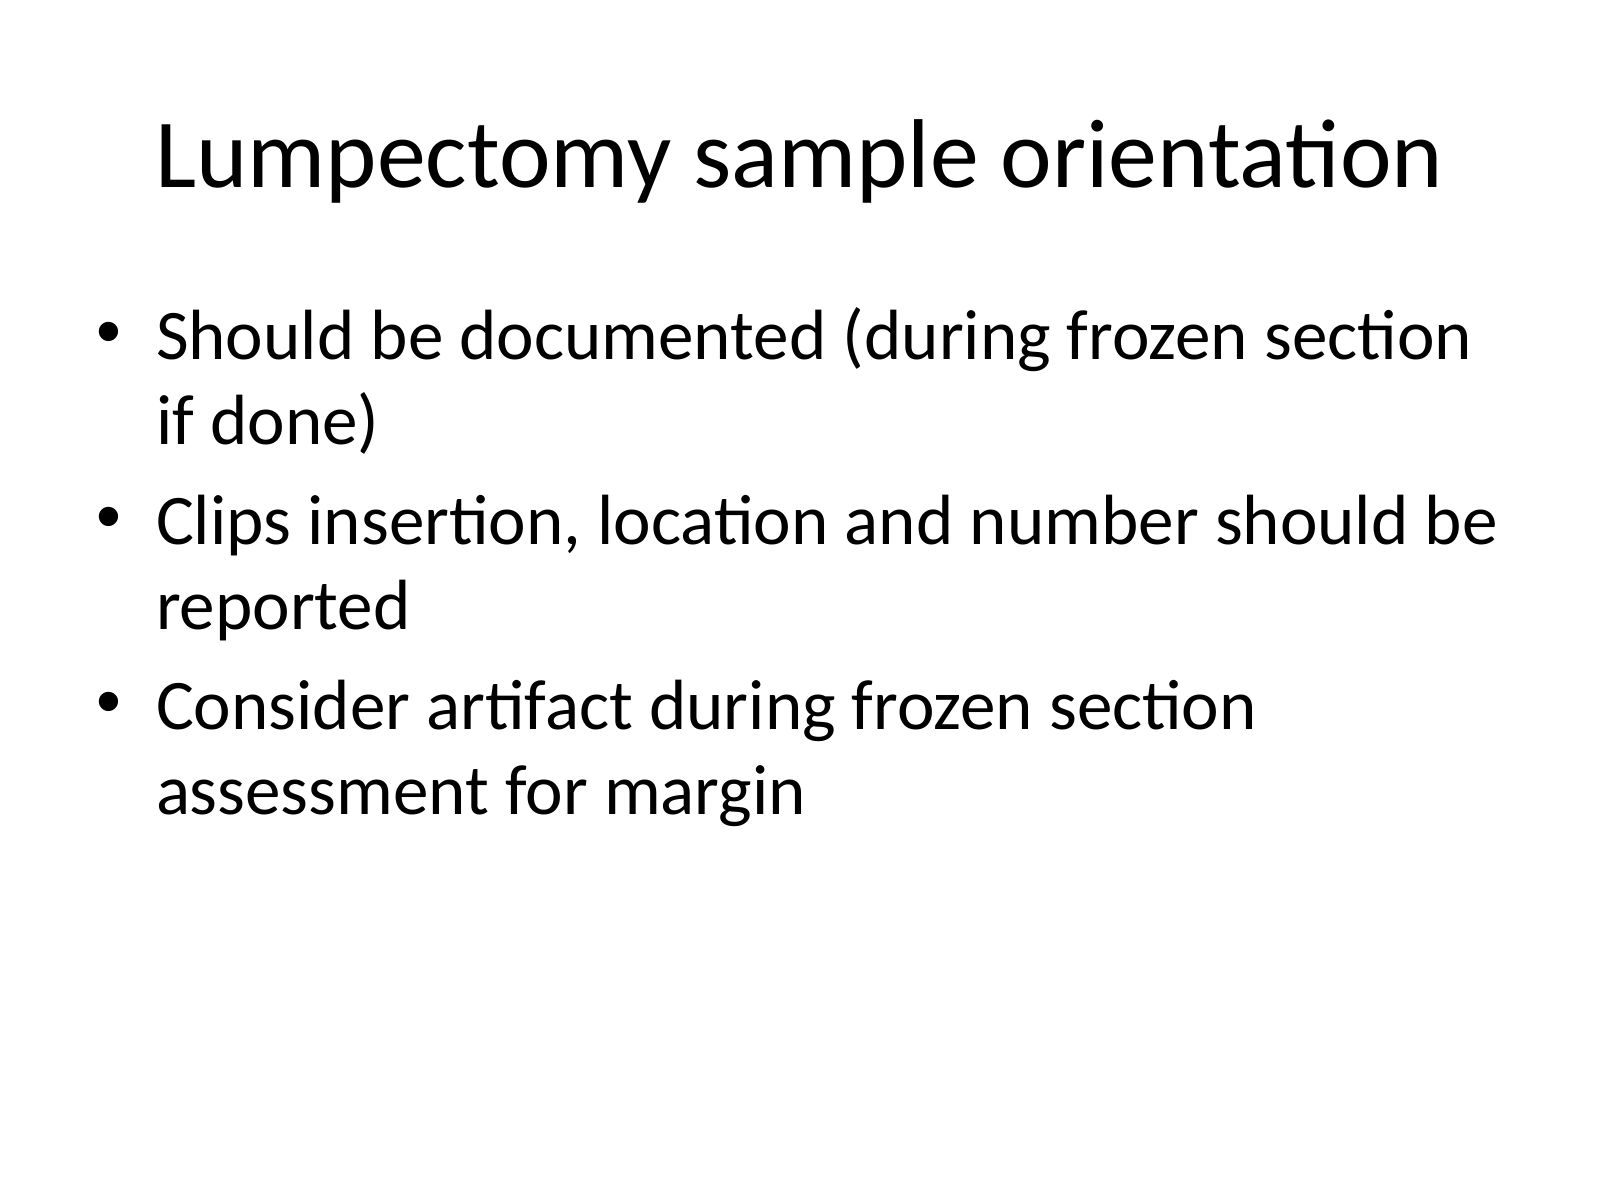 Lumpectomy sample orientation
• Should be documented (during frozen section
if done)
• Clips insertion, location and number should be
reported
• Consider artifact during frozen section
assessment for margin